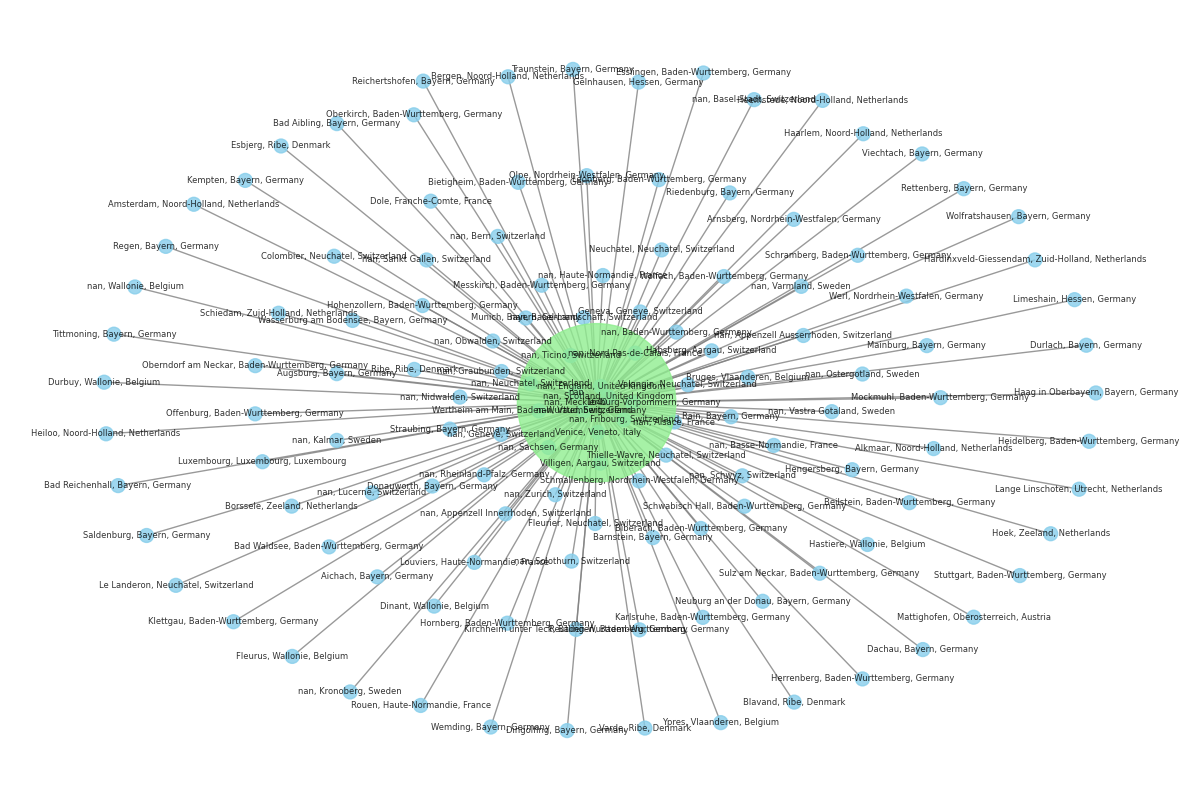 Traunstein, Bayern, Germany
Esslingen, Baden-Wurttemberg, Germany
Bergen, Noord-Holland, Netherlands
Reichertshofen, Bayern, Germany
Gelnhausen, Hessen, Germany
nan, Basel-Stadt, Switzerland
Heemstede, Noord-Holland, Netherlands
Oberkirch, Baden-Wurttemberg, Germany
Bad Aibling, Bayern, Germany
Haarlem, Noord-Holland, Netherlands
Esbjerg, Ribe, Denmark
Viechtach, Bayern, Germany
Olpe, Nordrhein-Westfalen, Germany
Kempten, Bayern, Germany
Bietigheim, Baden-Wurttemberg, Germany
Riedenburg, Bayern, Germany
Rettenberg, Bayern, Germany
Dole, Franche-Comte, France
Amsterdam, Noord-Holland, Netherlands
Wolfratshausen, Bayern, Germany
Arnsberg, Nordrhein-Westfalen, Germany
nan, Bern, Switzerland
Regen, Bayern, Germany
Neuchatel, Neuchatel, Switzerland
Colombier, Neuchatel, Switzerland
nan, Sankt Gallen, Switzerland
Schramberg, Baden-Wurttemberg, Germany
Hardinxveld-Giessendam, Zuid-Holland, Netherlands
nan, Haute-Normandie, France
Wolfach, Baden-Wurttemberg, Germany
nan, Wallonie, Belgium
Messkirch, Baden-Wurttemberg, Germany
nan, Varmland, Sweden
Werl, Nordrhein-Westfalen, Germany
Limeshain, Hessen, Germany
Hohenzollern, Baden-Wurttemberg, Germany
Schiedam, Zuid-Holland, Netherlands
Geneva, Geneve, Switzerland
Wasserburg am Bodensee, Bayern, Germany
Munich, Bayern, Germany
nan, Basel-Landschaft, Switzerland
Tittmoning, Bayern, Germany
nan, Baden-Wurttemberg, Germany
nan, Appenzell Ausserrhoden, Switzerland
nan, Obwalden, Switzerland
Mainburg, Bayern, Germany
Durlach, Bayern, Germany
Habsburg, Aargau, Switzerland
nan, Nord-Pas-de-Calais, France
nan, Ticino, Switzerland
Oberndorf am Neckar, Baden-Wurttemberg, Germany
Ribe, Ribe, Denmark
nan, Graubunden, Switzerland
Augsburg, Bayern, Germany
nan, Ostergotland, Sweden
Bruges, Vlaanderen, Belgium
Durbuy, Wallonie, Belgium
nan, Neuchatel, Switzerland
Valangin, Neuchatel, Switzerland
nan, England, United Kingdom
Haag in Oberbayern, Bayern, Germany
nan, Nidwalden, Switzerland
nan, Scotland, United Kingdom
Mockmuhl, Baden-Wurttemberg, Germany
nan, Mecklenburg-Vorpommern, Germany
Wertheim am Main, Baden-Wurttemberg, Germany
nan, Vastra Gotaland, Sweden
Offenburg, Baden-Wurttemberg, Germany
Rain, Bayern, Germany
nan, Fribourg, Switzerland
nan, Alsace, France
Straubing, Bayern, Germany
Heiloo, Noord-Holland, Netherlands
nan, Geneve, Switzerland
Venice, Veneto, Italy
nan, Kalmar, Sweden
Heidelberg, Baden-Wurttemberg, Germany
nan, Basse-Normandie, France
nan, Sachsen, Germany
Alkmaar, Noord-Holland, Netherlands
Thielle-Wavre, Neuchatel, Switzerland
Luxembourg, Luxembourg, Luxembourg
Villigen, Aargau, Switzerland
Hengersberg, Bayern, Germany
nan, Rheinland-Pfalz, Germany
nan, Schwyz, Switzerland
Schmallenberg, Nordrhein-Westfalen, Germany
Bad Reichenhall, Bayern, Germany
Donauworth, Bayern, Germany
Lange Linschoten, Utrecht, Netherlands
nan, Lucerne, Switzerland
nan, Zurich, Switzerland
Beilstein, Baden-Wurttemberg, Germany
Borssele, Zeeland, Netherlands
Schwabisch Hall, Baden-Wurttemberg, Germany
nan, Appenzell Innerrhoden, Switzerland
Fleurier, Neuchatel, Switzerland
Biberach, Baden-Wurttemberg, Germany
Hoek, Zeeland, Netherlands
Saldenburg, Bayern, Germany
Barnstein, Bayern, Germany
Hastiere, Wallonie, Belgium
Bad Waldsee, Baden-Wurttemberg, Germany
Louviers, Haute-Normandie, France
nan, Solothurn, Switzerland
Sulz am Neckar, Baden-Wurttemberg, Germany
Stuttgart, Baden-Wurttemberg, Germany
Aichach, Bayern, Germany
Le Landeron, Neuchatel, Switzerland
Neuburg an der Donau, Bayern, Germany
Dinant, Wallonie, Belgium
Karlsruhe, Baden-Wurttemberg, Germany
Mattighofen, Oberosterreich, Austria
Klettgau, Baden-Wurttemberg, Germany
Hornberg, Baden-Wurttemberg, Germany
Kirchheim unter Teck, Baden-Wurttemberg, Germany
Dachau, Bayern, Germany
Fleurus, Wallonie, Belgium
Herrenberg, Baden-Wurttemberg, Germany
nan, Kronoberg, Sweden
Blavand, Ribe, Denmark
Rouen, Haute-Normandie, France
Ypres, Vlaanderen, Belgium
Wemding, Bayern, Germany
Varde, Ribe, Denmark
Dingolfing, Bayern, Germany